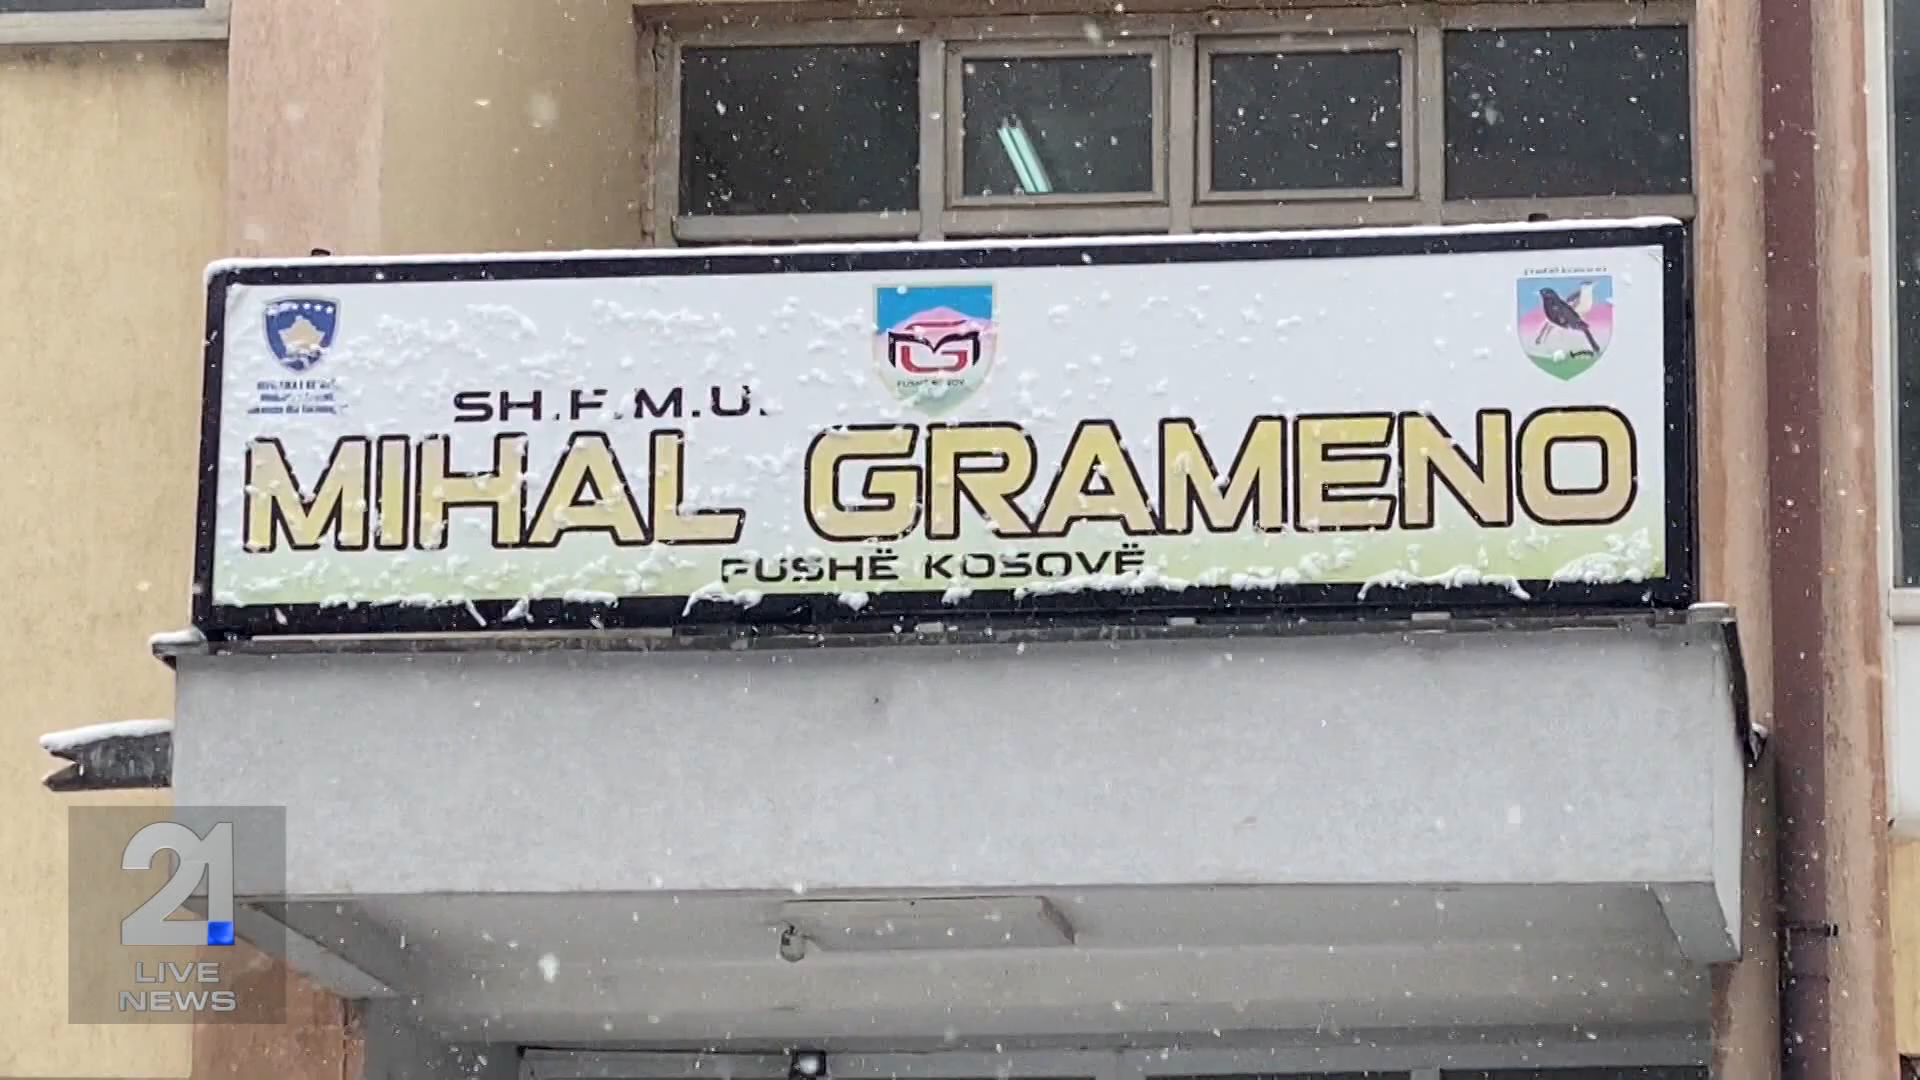 SH.F.M.U.
MIHAL GRAMENO
FUSHË KOSOVË
21
LIVE
NEWS